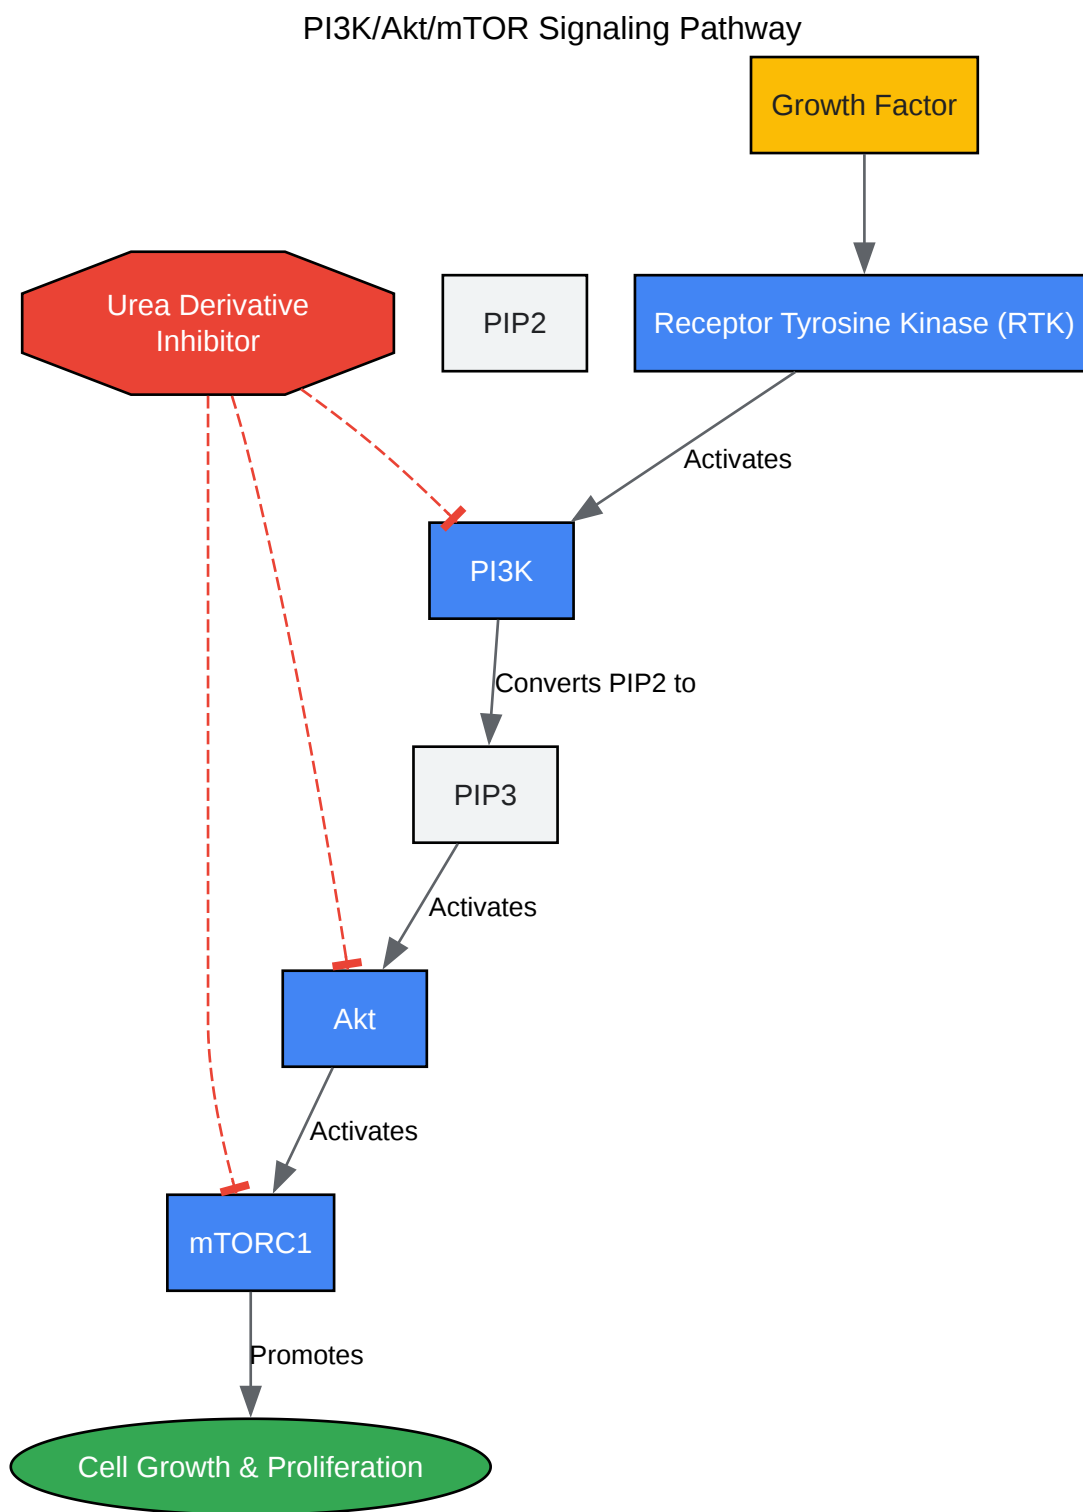 PI3K/Akt/mTOR Signaling Pathway
Growth Factor
Urea Derivative
Inhibitor
PIP2
Receptor Tyrosine Kinase (RTK)
Activates
PI3K
Converts PIP2 to
PIP3
Activates
Akt
Activates
mTORC1
Promotes
Cell Growth & Proliferation